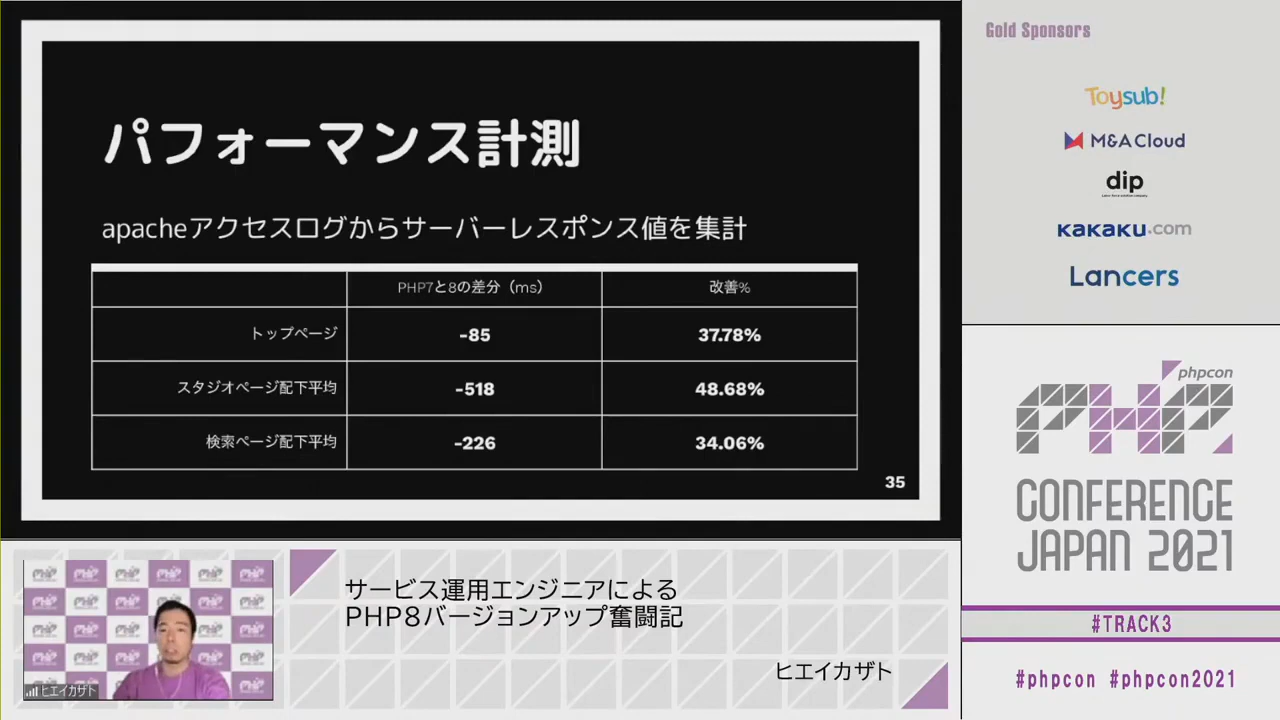 パフォーマンス計測
apacheアクセスログからサーバーレスポンス値を集計
PHP7と8の差分（ms） 改善%
トップページ -85 37.78%
スタジオページ配下平均 -518 48.68%
検索ページ配下平均 -226 34.06%
35
Gold Sponsors
Toysub!
M&A Cloud
dip
kakaku.com
Lancers
phpcon
PHP
CONFERENCE
JAPAN 2021
#TRACK3
#phpcon #phpcon2021
サービス運用エンジニアによる
PHP8バージョンアップ奮闘記
ヒエイカザト
ヒエイカザト